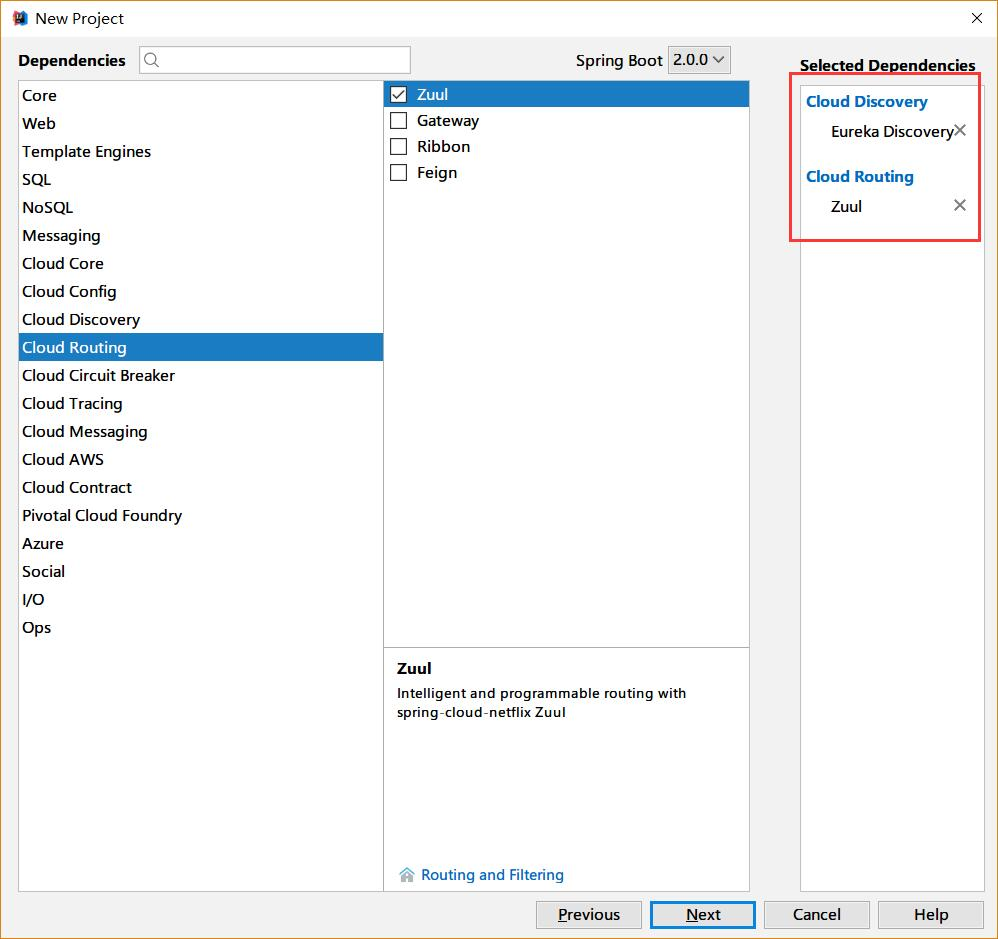 New Project
Dependencies
Spring Boot 2.0.0
Selected Dependencies
Core
Web
Template Engines
SQL
NoSQL
Messaging
Cloud Core
Cloud Config
Cloud Discovery
Cloud Routing
Cloud Circuit Breaker
Cloud Tracing
Cloud Messaging
Cloud AWS
Cloud Contract
Pivotal Cloud Foundry
Azure
Social
I/O
Ops
Zuul
Gateway
Ribbon
Feign
Zuul
Intelligent and programmable routing with
spring-cloud-netflix Zuul
Routing and Filtering
Cloud Discovery
Eureka Discovery
Cloud Routing
Zuul
Previous
Next
Cancel
Help